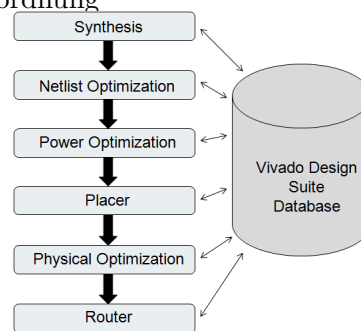 Synthesis
Netlist Optimization
Power Optimization
Placer
Physical Optimization
Router
Vivado Design
Suite
Database